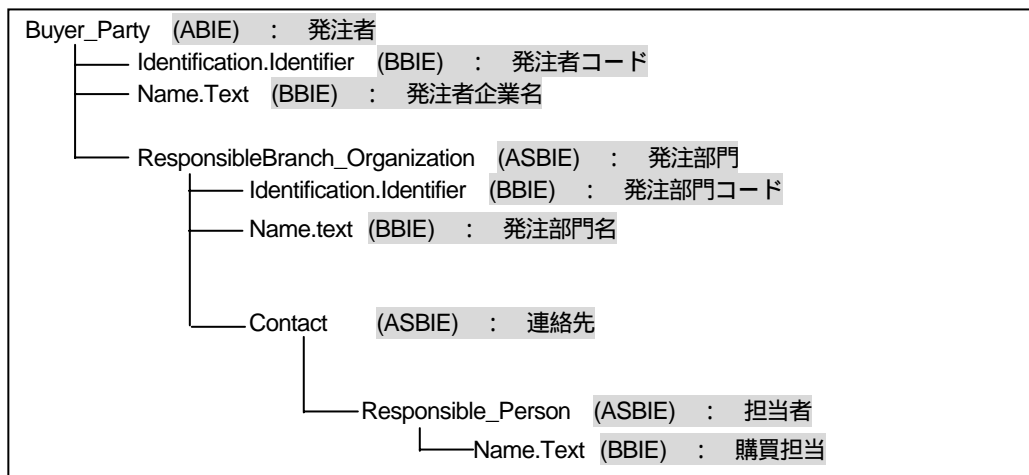 Buyer_Party (ABIE) ： 発注者
Identification.Identifier (BBIE) ： 発注者コード
Name.Text (BBIE) ： 発注者企業名
ResponsibleBranch_Organization (ASBIE) ： 発注部門
Identification.Identifier (BBIE) ： 発注部門コード
Name.text (BBIE) ： 発注部門名
Contact (ASBIE) ： 連絡先
Responsible_Person (ASBIE) ： 担当者
Name.Text (BBIE) ： 購買担当